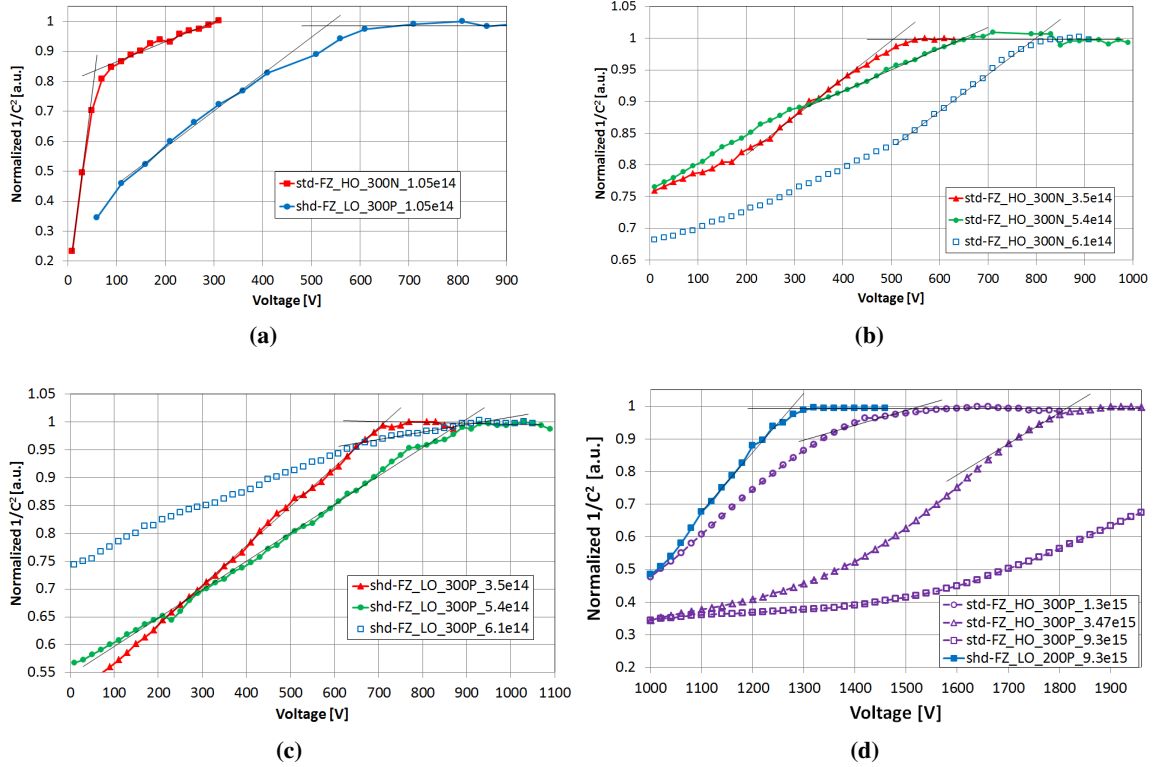 1
0.9
0.8
0.7
0.6
0.5
0.4
0.3
0.2
Normalized 1/C² [a.u.]
std-FZ_HO_300N_1.05e14
shd-FZ_LO_300P_1.05e14
0 100 200 300 400 500 600 700 800 900
Voltage [V]
(a)
1.05
1
0.95
0.9
0.85
0.8
0.75
0.7
0.65
Normalized 1/C² [a.u.]
std-FZ_HO_300N_3.5e14
std-FZ_HO_300N_5.4e14
std-FZ_HO_300N_6.1e14
0 100 200 300 400 500 600 700 800 900 1000
Voltage [V]
(b)
1.05
1
0.95
0.9
0.85
0.8
0.75
0.7
0.65
0.6
0.55
Normalized 1/C² [a.u.]
shd-FZ_LO_300P_3.5e14
shd-FZ_LO_300P_5.4e14
shd-FZ_LO_300P_6.1e14
0 100 200 300 400 500 600 700 800 900 1000 1100
Voltage [V]
(c)
1
0.9
0.8
0.7
0.6
0.5
0.4
0.3
0.2
Normalized 1/C² [a.u.]
std-FZ_HO_300P_1.3e15
std-FZ_HO_300P_3.47e15
std-FZ_HO_300P_9.3e15
shd-FZ_LO_200P_9.3e15
1000 1100 1200 1300 1400 1500 1600 1700 1800 1900
Voltage [V]
(d)